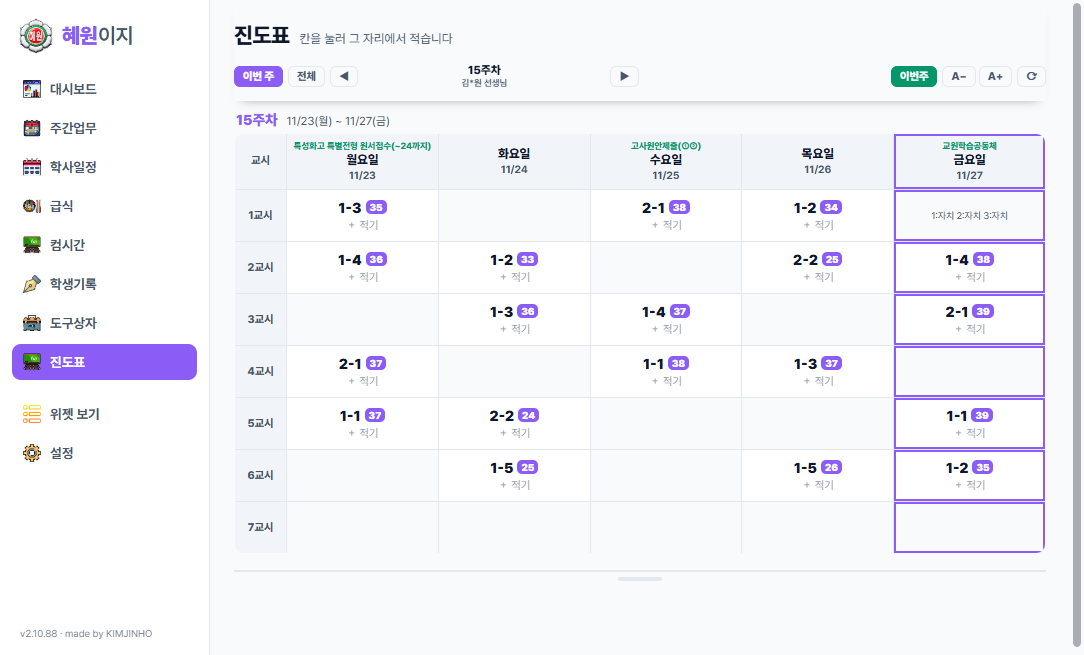 혜원
혜원이지
대시보드
주간업무
학사일정
급식
컴시간
학생기록
도구상자
진도표
위젯 보기
설정
v2.10.88 · made by KIMJINHO
진도표 칸을 눌러 그 자리에서 적습니다
이번 주 전체 ◀ 15주차 ▶ 이번주 A− A+ ⟳
김*원 선생님
15주차 11/23(월) ~ 11/27(금)
교시
특성화고 특별전형 원서접수(~24까지)
월요일
11/23
화요일
11/24
고사원안제출(①②)
수요일
11/25
목요일
11/26
교원학습공동체
금요일
11/27
1교시
1-3 35
+ 적기
2-1 38
+ 적기
1-2 34
+ 적기
1:자치 2:자치 3:자치
2교시
1-4 36
+ 적기
1-2 33
+ 적기
2-2 25
+ 적기
1-4 38
+ 적기
3교시
1-3 36
+ 적기
1-4 37
+ 적기
2-1 39
+ 적기
4교시
2-1 37
+ 적기
1-1 38
+ 적기
1-3 37
+ 적기
5교시
1-1 37
+ 적기
2-2 24
+ 적기
1-1 39
+ 적기
6교시
1-5 25
+ 적기
1-5 26
+ 적기
1-2 35
+ 적기
7교시